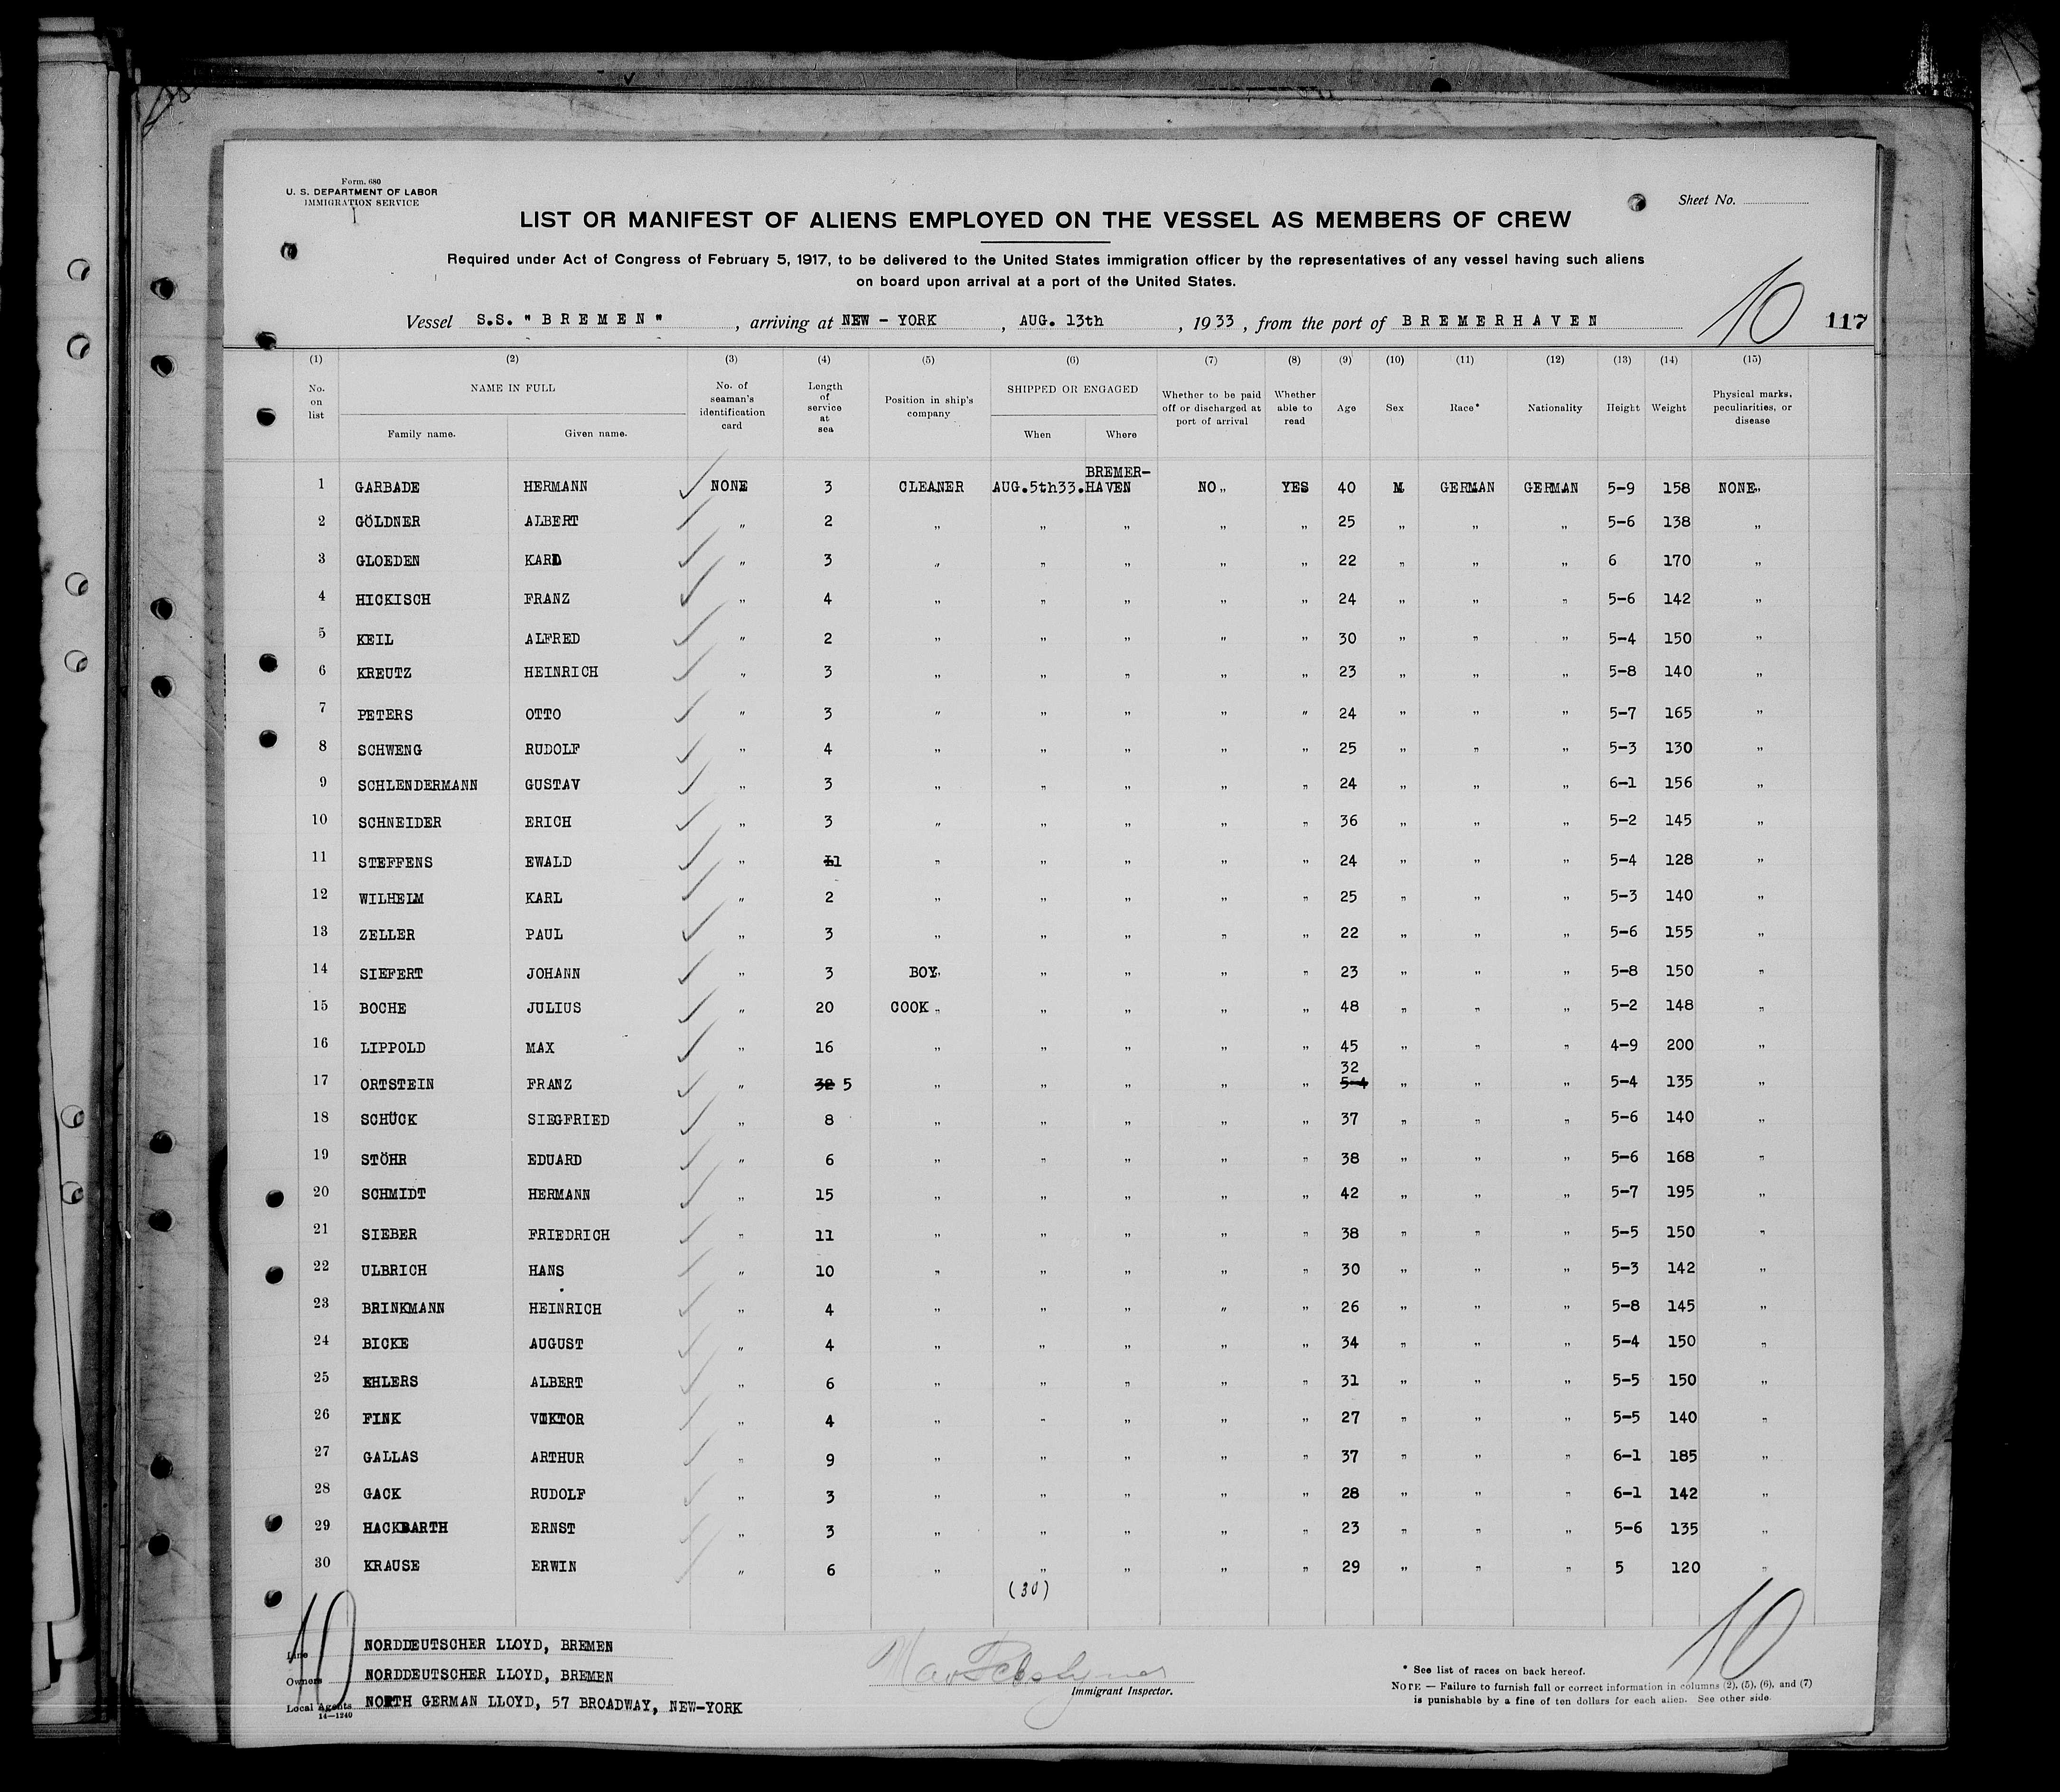 Form. 680
U. S. DEPARTMENT OF LABOR
IMMIGRATION SERVICE
Sheet No.
LIST OR MANIFEST OF ALIENS EMPLOYED ON THE VESSEL AS MEMBERS OF CREW
Required under Act of Congress of February 5, 1917, to be delivered to the United States immigration officer by the representatives of any vessel having such aliens
on board upon arrival at a port of the United States.
10
Vessel S.S. "BREMEN", arriving at NEW - YORK, AUG. 13th, 1933, from the port of BREMERHAVEN 117
(1) (2) (3) (4) (5) (6) (7) (8) (9) (10) (11) (12) (13) (14) (15)
No. on list NAME IN FULL Family name. Given name. No. of seaman's identification card Length of service at sea Position in ship's company SHIPPED OR ENGAGED When Where Whether to be paid off or discharged at port of arrival Whether able to read Age Sex Race* Nationality Height Weight Physical marks, peculiarities, or disease
1 GARBADE HERMANN NONE 3 CLEANER AUG.5th33. BREMER-HAVEN NO „ YES 40 M GERMAN GERMAN 5-9 158 NONE„
2 GÖLDNER ALBERT „ 2 „ „ „ „ „ 25 „ „ „ 5-6 138 „
3 GLOEDEN KARL „ 3 „ „ „ „ „ 22 „ „ „ 6 170 „
4 HICKISCH FRANZ „ 4 „ „ „ „ „ 24 „ „ „ 5-6 142 „
5 KEIL ALFRED „ 2 „ „ „ „ „ 30 „ „ „ 5-4 150 „
6 KREUTZ HEINRICH „ 3 „ „ „ „ „ 23 „ „ „ 5-8 140 „
7 PETERS OTTO „ 3 „ „ „ „ „ 24 „ „ „ 5-7 165 „
8 SCHWENG RUDOLF „ 4 „ „ „ „ „ 25 „ „ „ 5-3 130 „
9 SCHLENDERMANN GUSTAV „ 3 „ „ „ „ „ 24 „ „ „ 6-1 156 „
10 SCHNEIDER ERICH „ 3 „ „ „ „ „ 36 „ „ „ 5-2 145 „
11 STEFFENS EWALD „ 1 „ „ „ „ „ 24 „ „ „ 5-4 128 „
12 WILHELM KARL „ 2 „ „ „ „ „ 25 „ „ „ 5-3 140 „
13 ZELLER PAUL „ 3 „ „ „ „ „ 22 „ „ „ 5-6 155 „
14 SIEFERT JOHANN „ 3 BOY„ „ „ „ „ 23 „ „ „ 5-8 150 „
15 BOCHE JULIUS „ 20 COOK „ „ „ „ „ 48 „ „ „ 5-2 148 „
16 LIPPOLD MAX „ 16 „ „ „ „ „ 45 „ „ „ 4-9 200 „
17 ORTSTEIN FRANZ „ 32 5 „ „ „ „ „ 32 5-4 „ „ „ 5-4 135 „
18 SCHÜCK SIEGFRIED „ 8 „ „ „ „ „ 37 „ „ „ 5-6 140 „
19 STÖHR EDUARD „ 6 „ „ „ „ „ 38 „ „ „ 5-6 168 „
20 SCHMIDT HERMANN „ 15 „ „ „ „ „ 42 „ „ „ 5-7 195 „
21 SIEBER FRIEDRICH „ 11 „ „ „ „ „ 38 „ „ „ 5-5 150 „
22 ULBRICH HANS „ 10 „ „ „ „ „ 30 „ „ „ 5-3 142 „
23 BRINKMANN HEINRICH „ 4 „ „ „ „ „ 26 „ „ „ 5-8 145 „
24 BICKE AUGUST „ 4 „ „ „ „ „ 34 „ „ „ 5-4 150 „
25 EHLERS ALBERT „ 6 „ „ „ „ „ 31 „ „ „ 5-5 150 „
26 FINK VIKTOR „ 4 „ „ „ „ „ 27 „ „ „ 5-5 140 „
27 GALLAS ARTHUR „ 9 „ „ „ „ „ 37 „ „ „ 6-1 185 „
28 GACK RUDOLF „ 3 „ „ „ „ „ 28 „ „ „ 6-1 142 „
29 HACKBARTH ERNST „ 3 „ „ „ „ „ 23 „ „ „ 5-6 135 „
30 KRAUSE ERWIN „ 6 „ „ „ „ „ 29 „ „ „ 5 120 „
(30)
10 10
Line NORDDEUTSCHER LLOYD, BREMEN
Owners NORDDEUTSCHER LLOYD, BREMEN
Local Agents NORTH GERMAN LLOYD, 57 BROADWAY, NEW-YORK
14—1240
Immigrant Inspector.
* See list of races on back hereof.
NOTE — Failure to furnish full or correct information in columns (2), (5), (6), and (7)
is punishable by a fine of ten dollars for each alien. See other side.